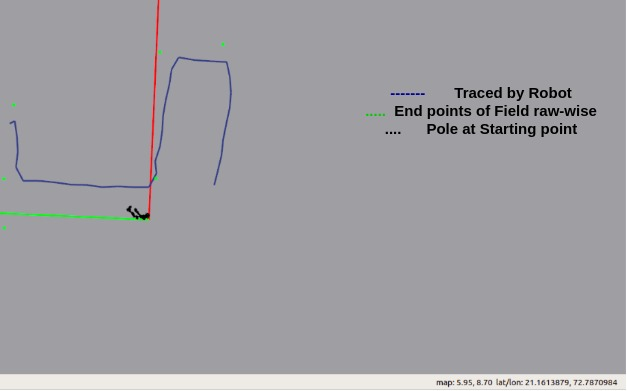 ------- Traced by Robot
..... End points of Field raw-wise
.... Pole at Starting point
map: 5.95, 8.70 lat/lon: 21.1613879, 72.7870984